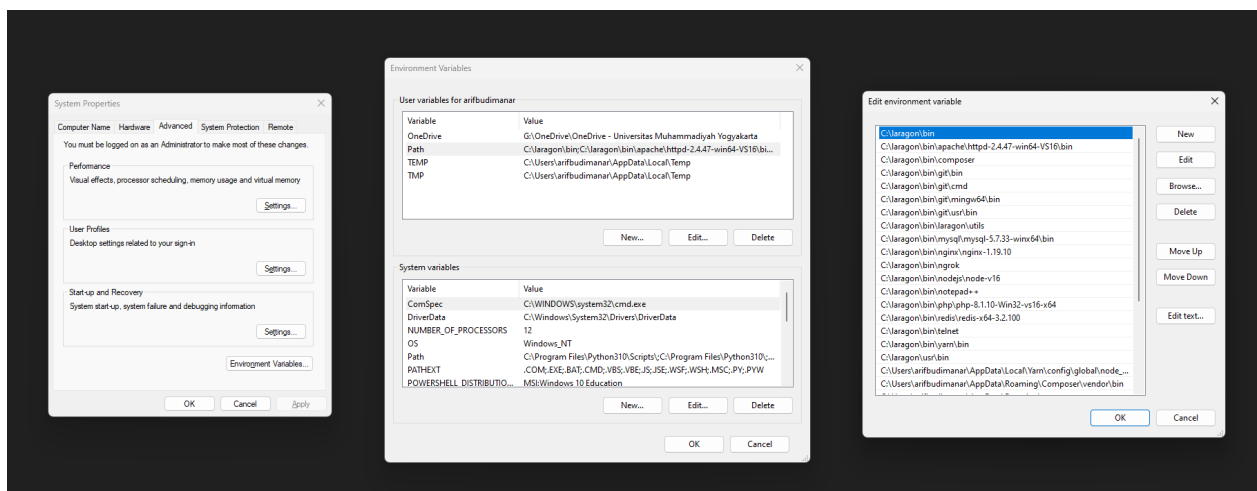 System Properties
Computer Name Hardware Advanced System Protection Remote
You must be logged on as an Administrator to make most of these changes.
Performance
Visual effects, processor scheduling, memory usage and virtual memory
Settings...
User Profiles
Desktop settings related to your sign-in
Settings...
Start-up and Recovery
System start-up, system failure and debugging information
Settings...
Environment Variables...
OK Cancel Apply
Environment Variables
User variables for arifbudimanar
Variable Value
OneDrive G:\OneDrive\OneDrive - Universitas Muhammadiyah Yogyakarta
Path C:\laragon\bin;C:\laragon\bin\apache\httpd-2.4.47-win64-VS16\bi...
TEMP C:\Users\arifbudimanar\AppData\Local\Temp
TMP C:\Users\arifbudimanar\AppData\Local\Temp
New... Edit... Delete
System variables
Variable Value
ComSpec C:\WINDOWS\system32\cmd.exe
DriverData C:\Windows\System32\Drivers\DriverData
NUMBER_OF_PROCESSORS 12
OS Windows_NT
Path C:\Program Files\Python310\Scripts\;C:\Program Files\Python310\;...
PATHEXT .COM;.EXE;.BAT;.CMD;.VBS;.VBE;.JS;.JSE;.WSF;.WSH;.MSC;.PY;.PYW
POWERSHELL_DISTRIBUTIO... MSI:Windows 10 Education
New... Edit... Delete
OK Cancel
Edit environment variable
C:\laragon\bin
C:\laragon\bin\apache\httpd-2.4.47-win64-VS16\bin
C:\laragon\bin\composer
C:\laragon\bin\git\bin
C:\laragon\bin\git\cmd
C:\laragon\bin\git\mingw64\bin
C:\laragon\bin\git\usr\bin
C:\laragon\bin\laragon\utils
C:\laragon\bin\mysql\mysql-5.7.33-winx64\bin
C:\laragon\bin\nginx\nginx-1.19.10
C:\laragon\bin\ngrok
C:\laragon\bin\nodejs\node-v16
C:\laragon\bin\notepad++
C:\laragon\bin\php\php-8.1.10-Win32-vs16-x64
C:\laragon\bin\redis\redis-x64-3.2.100
C:\laragon\bin\telnet
C:\laragon\bin\yarn\bin
C:\laragon\usr\bin
C:\Users\arifbudimanar\AppData\Local\Yarn\config\global\node_...
C:\Users\arifbudimanar\AppData\Roaming\Composer\vendor\bin
New
Edit
Browse...
Delete
Move Up
Move Down
Edit text...
OK Cancel